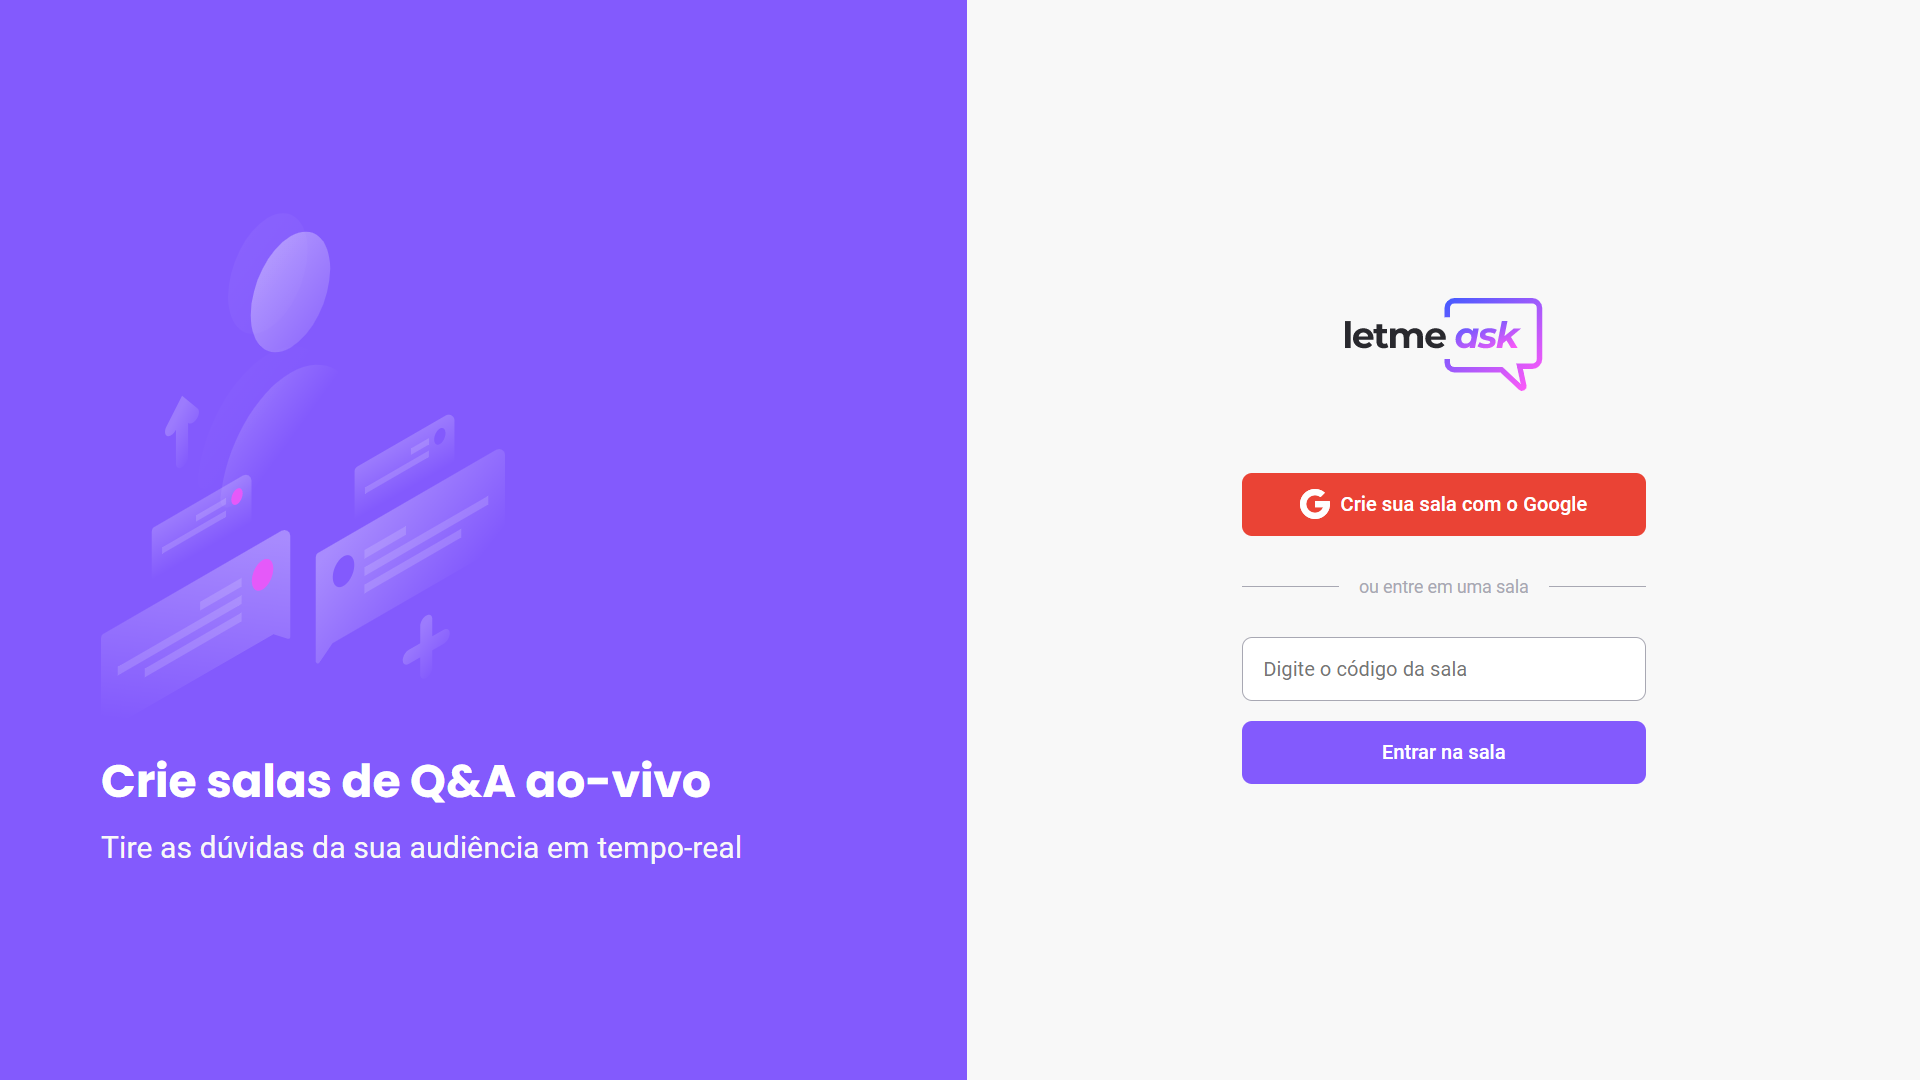 Crie salas de Q&A ao-vivo
Tire as dúvidas da sua audiência em tempo-real
letme ask
Crie sua sala com o Google
ou entre em uma sala
Digite o código da sala
Entrar na sala